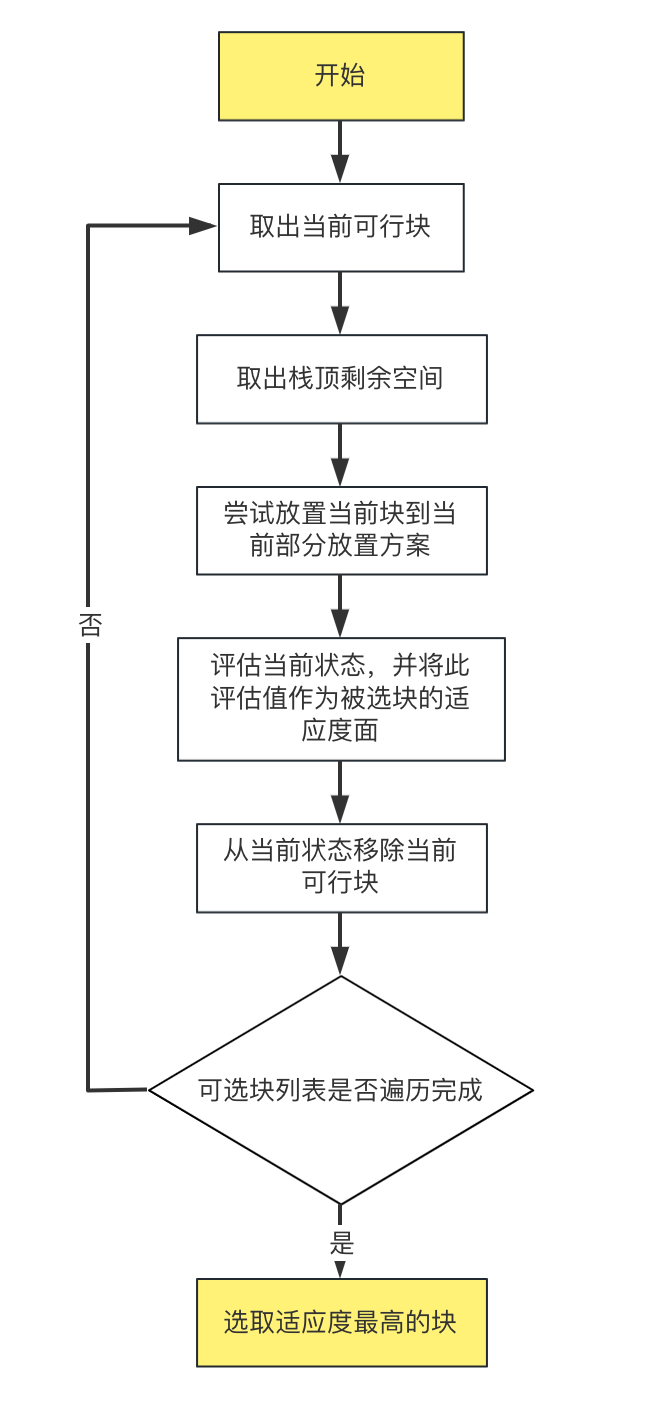 开始
取出当前可行块
取出栈顶剩余空间
尝试放置当前块到当
前部分放置方案
否
评估当前状态，并将此
评估值作为被选块的适
应度面
从当前状态移除当前
可行块
可选块列表是否遍历完成
是
选取适应度最高的块